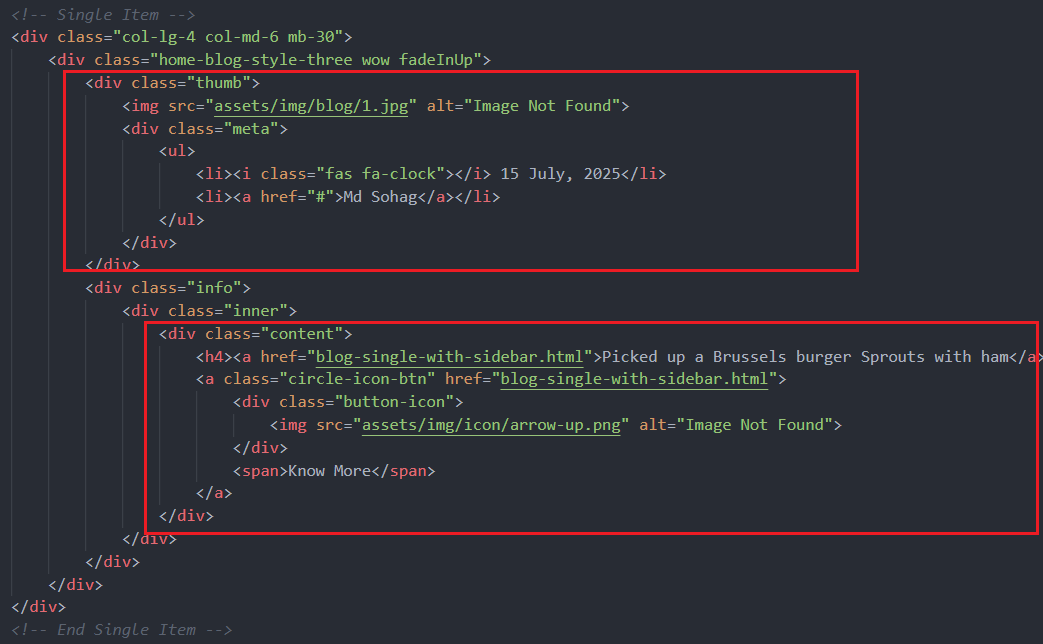 <!-- Single Item -->
<div class="col-lg-4 col-md-6 mb-30">
<div class="home-blog-style-three wow fadeInUp">
<div class="thumb">
<img src="assets/img/blog/1.jpg" alt="Image Not Found">
<div class="meta">
<ul>
<li><i class="fas fa-clock"></i> 15 July, 2025</li>
<li><a href="#">Md Sohag</a></li>
</ul>
</div>
</div>
<div class="info">
<div class="inner">
<div class="content">
<h4><a href="blog-single-with-sidebar.html">Picked up a Brussels burger Sprouts with ham</a>
<a class="circle-icon-btn" href="blog-single-with-sidebar.html">
<div class="button-icon">
<img src="assets/img/icon/arrow-up.png" alt="Image Not Found">
</div>
<span>Know More</span>
</a>
</div>
</div>
</div>
</div>
</div>
<!-- End Single Item -->